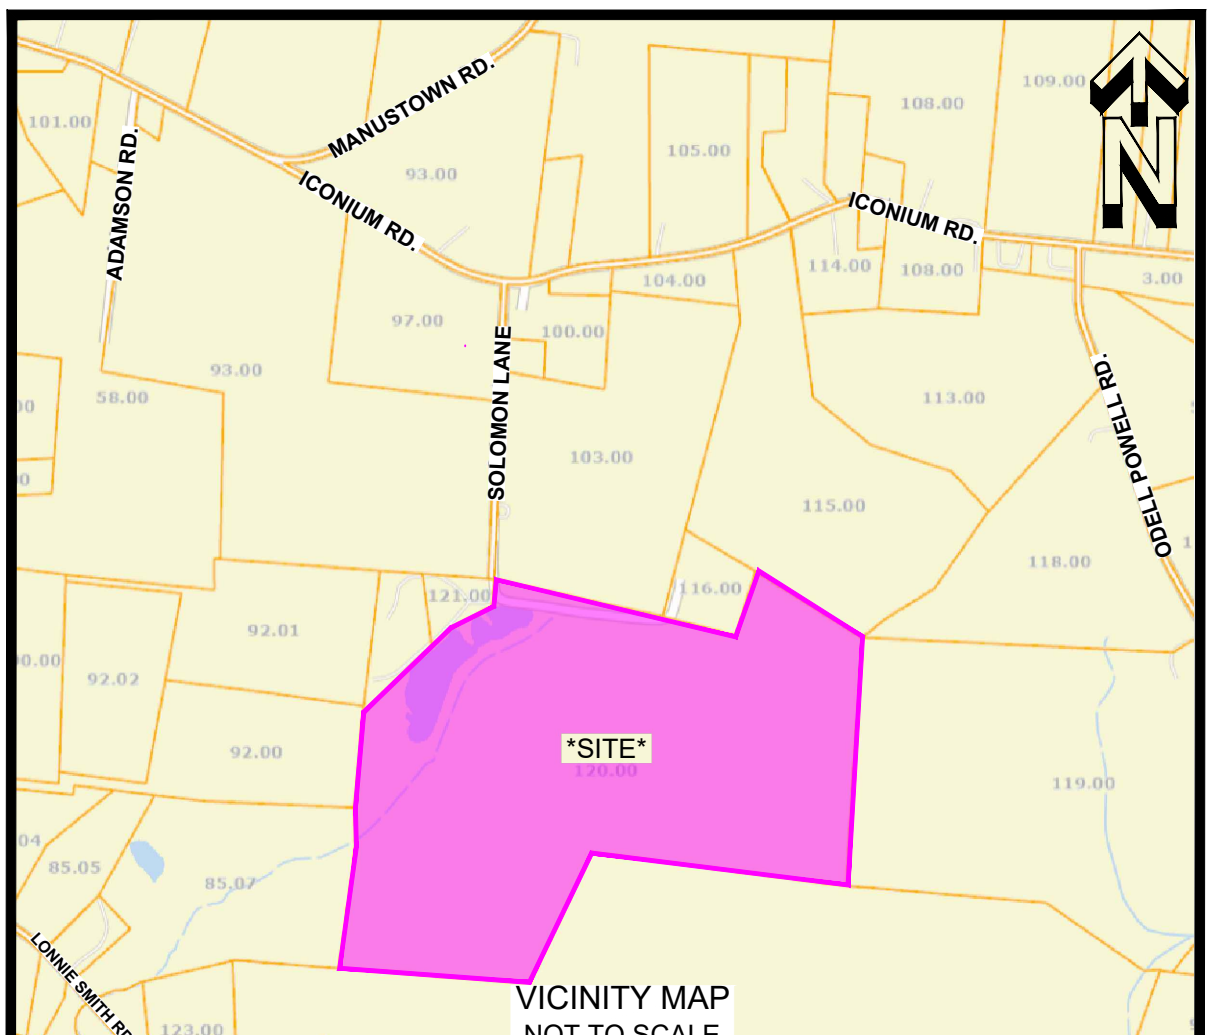 MANUSTOWN RD.
109.00
108.00
101.00
105.00
93.00
ADAMSON RD.
ICONIUM RD.
ICONIUM RD.
N
114.00
108.00
3.00
104.00
97.00
100.00
SOLOMON LANE
93.00
58.00
113.00
ODELL POWELL RD.
103.00
115.00
118.00
116.00
121.00
92.01
92.02
92.00
*SITE*
120.00
119.00
85.05
85.07
LONNIE SMITH RD
VICINITY MAP
NOT TO SCALE
123.00